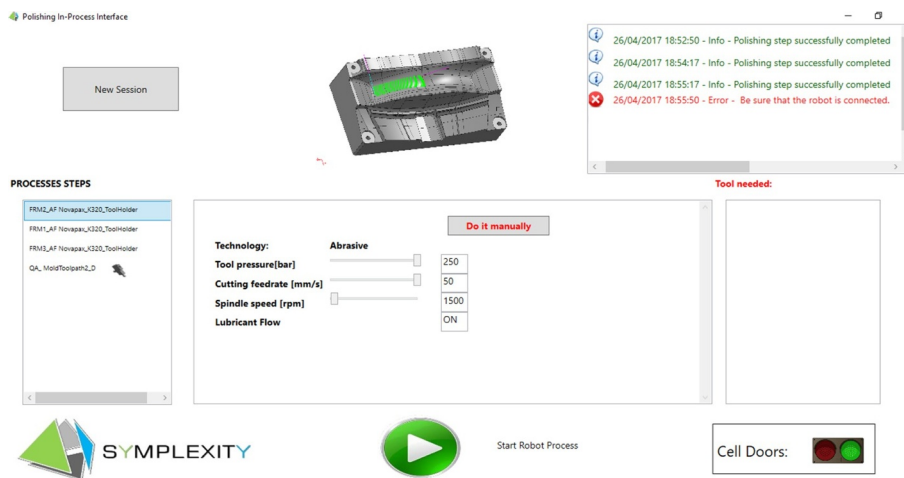 Polishing In-Process Interface
New Session
26/04/2017 18:52:50 - Info - Polishing step successfully completed
26/04/2017 18:54:17 - Info - Polishing step successfully completed
26/04/2017 18:55:17 - Info - Polishing step successfully completed
26/04/2017 18:55:50 - Error - Be sure that the robot is connected.
PROCESSES STEPS
Tool needed:
FRM2_AF Novapax_K320_ToolHolder
FRM1_AF Novapax_K320_ToolHolder
FRM3_AF Novapax_K320_ToolHolder
QA_ MoldToolpath2_D
Do it manually
Technology: Abrasive
Tool pressure[bar] 250
Cutting feedrate [mm/s] 50
Spindle speed [rpm] 1500
Lubricant Flow ON
SYMPLEXITY
Start Robot Process
Cell Doors: